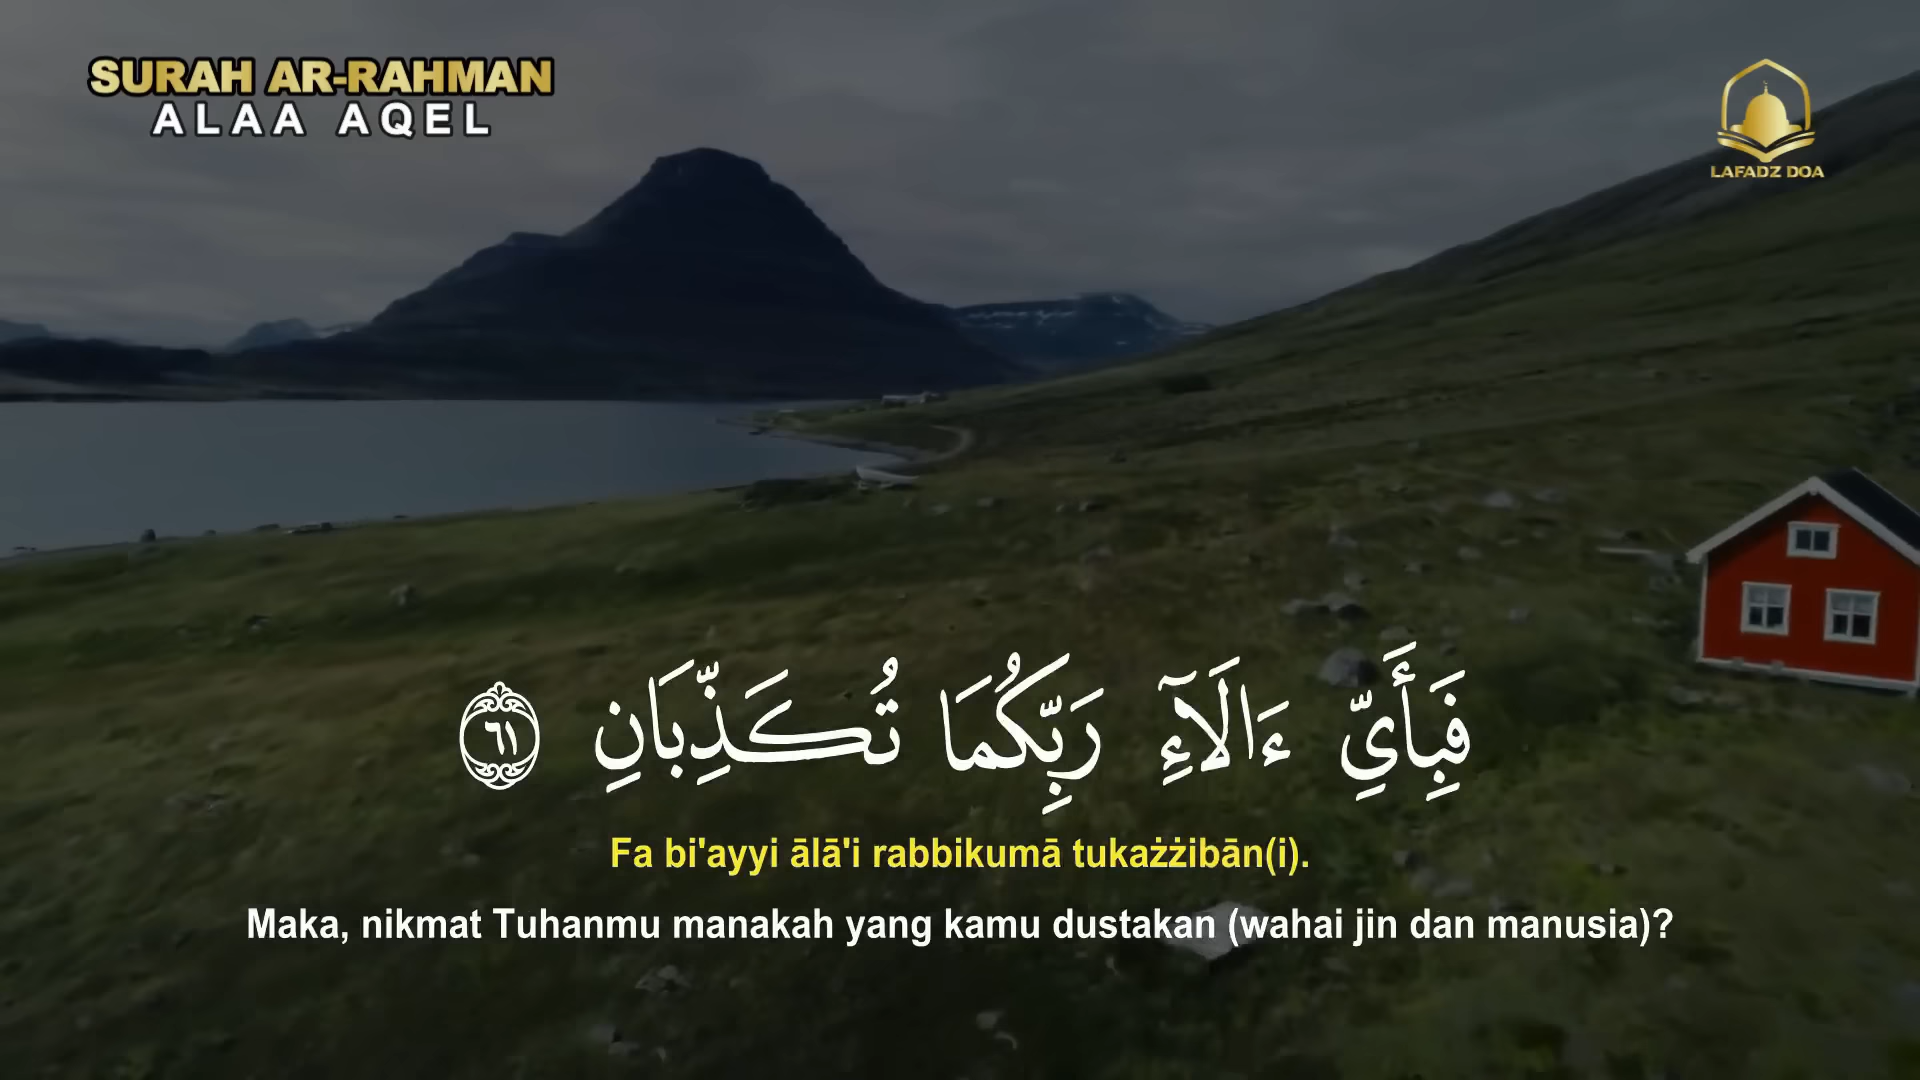 SURAH AR-RAHMAN
ALAA AQEL
LAFADZ DOA
فَبِأَيِّ ءَالَآءِ رَبِّكُمَا تُكَذِّبَانِ ٦١
Fa bi'ayyi ālā'i rabbikumā tukażżibān(i).
Maka, nikmat Tuhanmu manakah yang kamu dustakan (wahai jin dan manusia)?